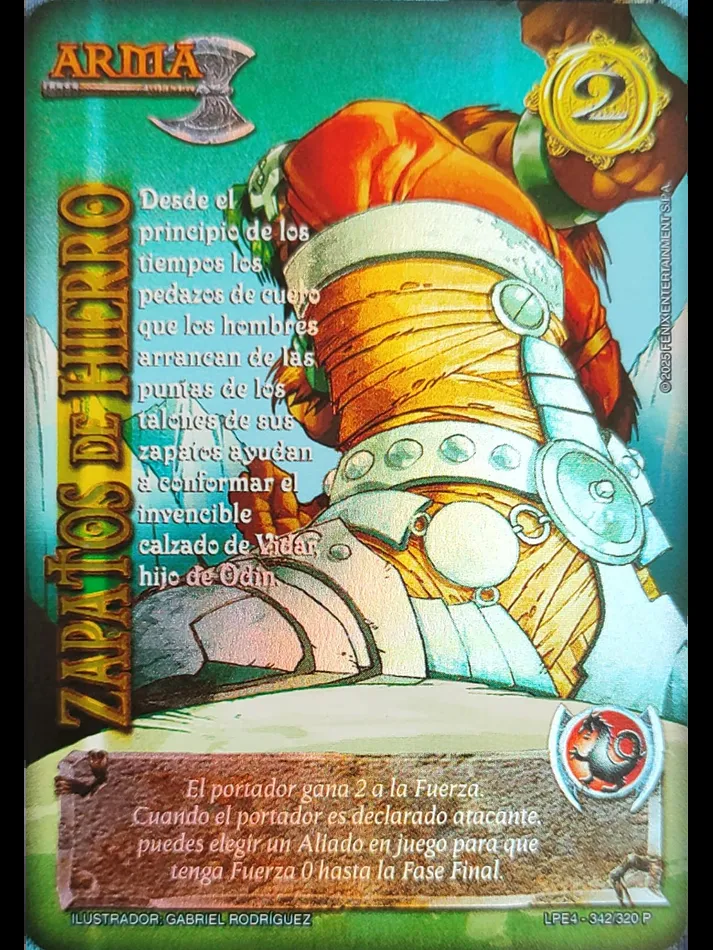 ARMA
2
ZAPATOS DE HIERRO
Desde el
principio de los
tiempos los
pedazos de cuero
que los hombres
arrancan de las
puntas de los
talones de sus
zapatos ayudan
a conformar el
invencible
calzado de Vidar,
hijo de Odín.
© 2025 FENIX ENTERTAINMENT S.P.A.
El portador gana 2 a la Fuerza.
Cuando el portador es declarado atacante,
puedes elegir un Aliado en juego para que
tenga Fuerza 0 hasta la Fase Final.
ILUSTRADOR: GABRIEL RODRÍGUEZ
LPE4 - 342/320 P